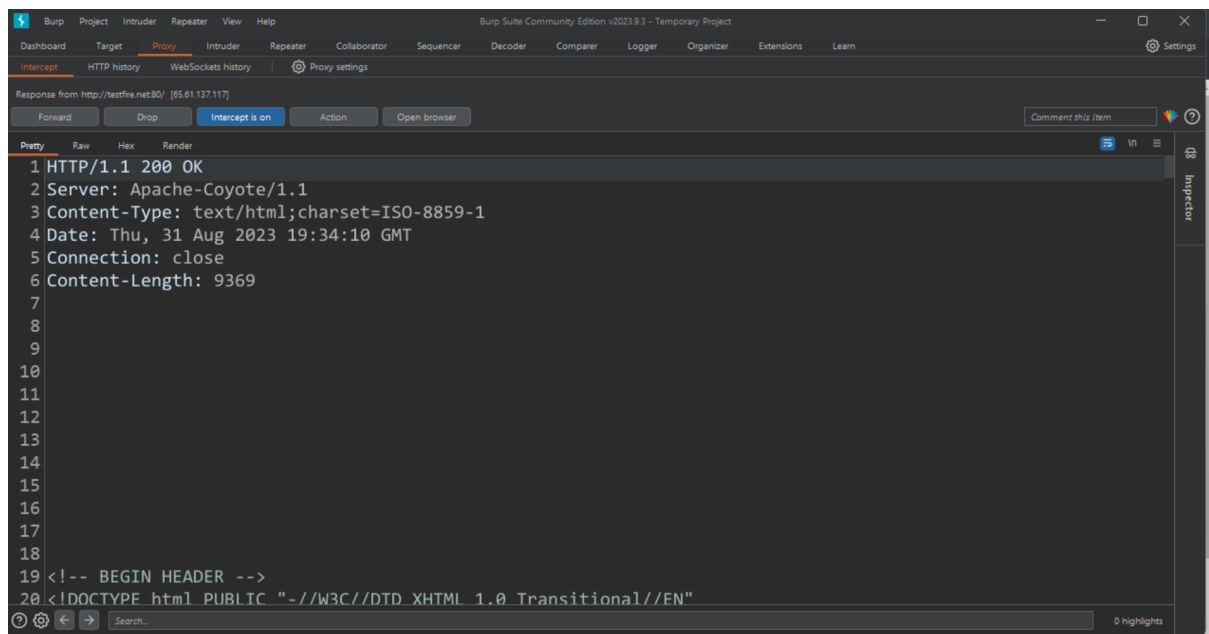 Burp Project Intruder Repeater View Help Burp Suite Community Edition v2023.9.3 - Temporary Project
Dashboard Target Proxy Intruder Repeater Collaborator Sequencer Decoder Comparer Logger Organizer Extensions Learn Settings
Intercept HTTP history WebSockets history Proxy settings
Response from http://testfire.net:80/ [65.61.137.117]
Forward Drop Intercept is on Action Open browser Comment this item
Pretty Raw Hex Render \n
Inspector
1 HTTP/1.1 200 OK
2 Server: Apache-Coyote/1.1
3 Content-Type: text/html;charset=ISO-8859-1
4 Date: Thu, 31 Aug 2023 19:34:10 GMT
5 Connection: close
6 Content-Length: 9369
7
8
9
10
11
12
13
14
15
16
17
18
19 <!-- BEGIN HEADER -->
20 <!DOCTYPE html PUBLIC "-//W3C//DTD XHTML 1.0 Transitional//EN"
Search... 0 highlights